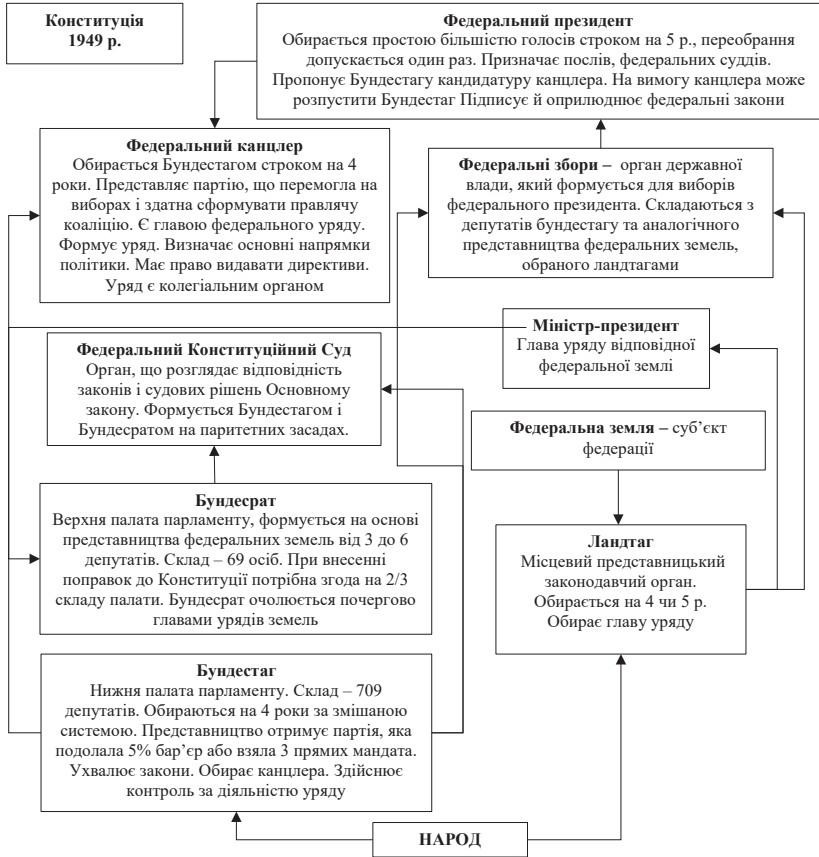 Конституція
1949 р.
Федеральний президент
Обирається простою більшістю голосів строком на 5 р., переобрання
допускається один раз. Призначає послів, федеральних суддів.
Пропонує Бундестагу кандидатуру канцлера. На вимогу канцлера може
розпустити Бундестаг Підписує й оприлюднює федеральні закони
Федеральний канцлер
Обирається Бундестагом строком на 4
роки. Представляє партію, що перемогла на
виборах і здатна сформувати правлячу
коаліцію. Є главою федерального уряду.
Формує уряд. Визначає основні напрямки
політики. Має право видавати директиви.
Уряд є колегіальним органом
Федеральні збори – орган державної
влади, який формується для виборів
федерального президента. Складаються з
депутатів бундестагу та аналогічного
представництва федеральних земель,
обраного ландтагами
Міністр-президент
Глава уряду відповідної
федеральної землі
Федеральний Конституційний Суд
Орган, що розглядає відповідність
законів і судових рішень Основному
закону. Формується Бундестагом і
Бундесратом на паритетних засадах.
Федеральна земля – суб’єкт
федерації
Бундесрат
Верхня палата парламенту, формується на основі
представництва федеральних земель від 3 до 6
депутатів. Склад – 69 осіб. При внесенні
поправок до Конституції потрібна згода на 2/3
складу палати. Бундесрат очолюється почергово
главами урядів земель
Ландтаг
Місцевий представницький
законодавчий орган.
Обирається на 4 чи 5 р.
Обирає главу уряду
Бундестаг
Нижня палата парламенту. Склад – 709
депутатів. Обираються на 4 роки за змішаною
системою. Представництво отримує партія, яка
подолала 5% бар’єр або взяла 3 прямих мандата.
Ухвалює закони. Обирає канцлера. Здійснює
контроль за діяльністю уряду
НАРОД